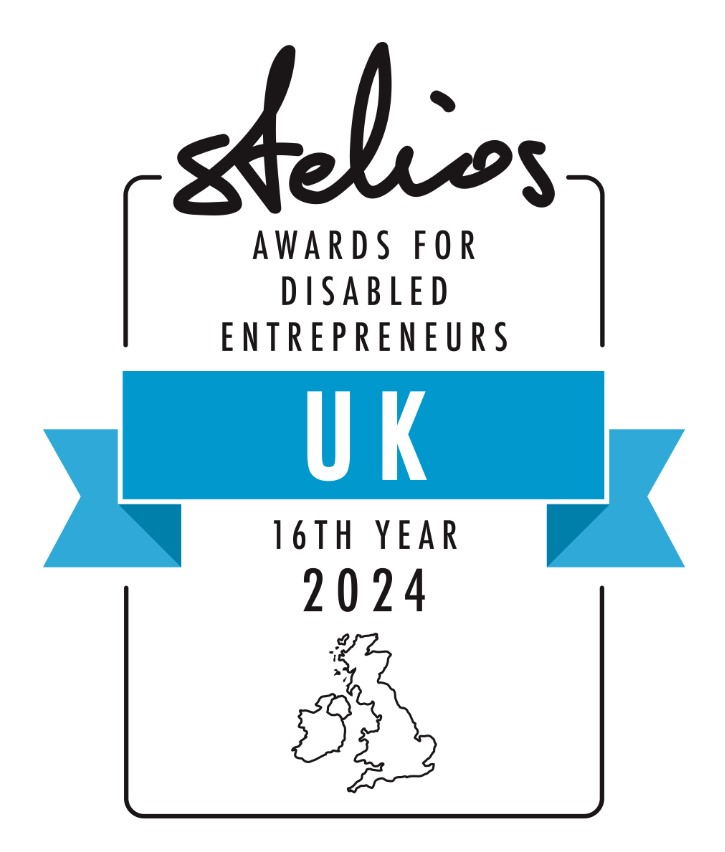 stelios
AWARDS FOR
DISABLED
ENTREPRENEURS
UK
16TH YEAR
2024